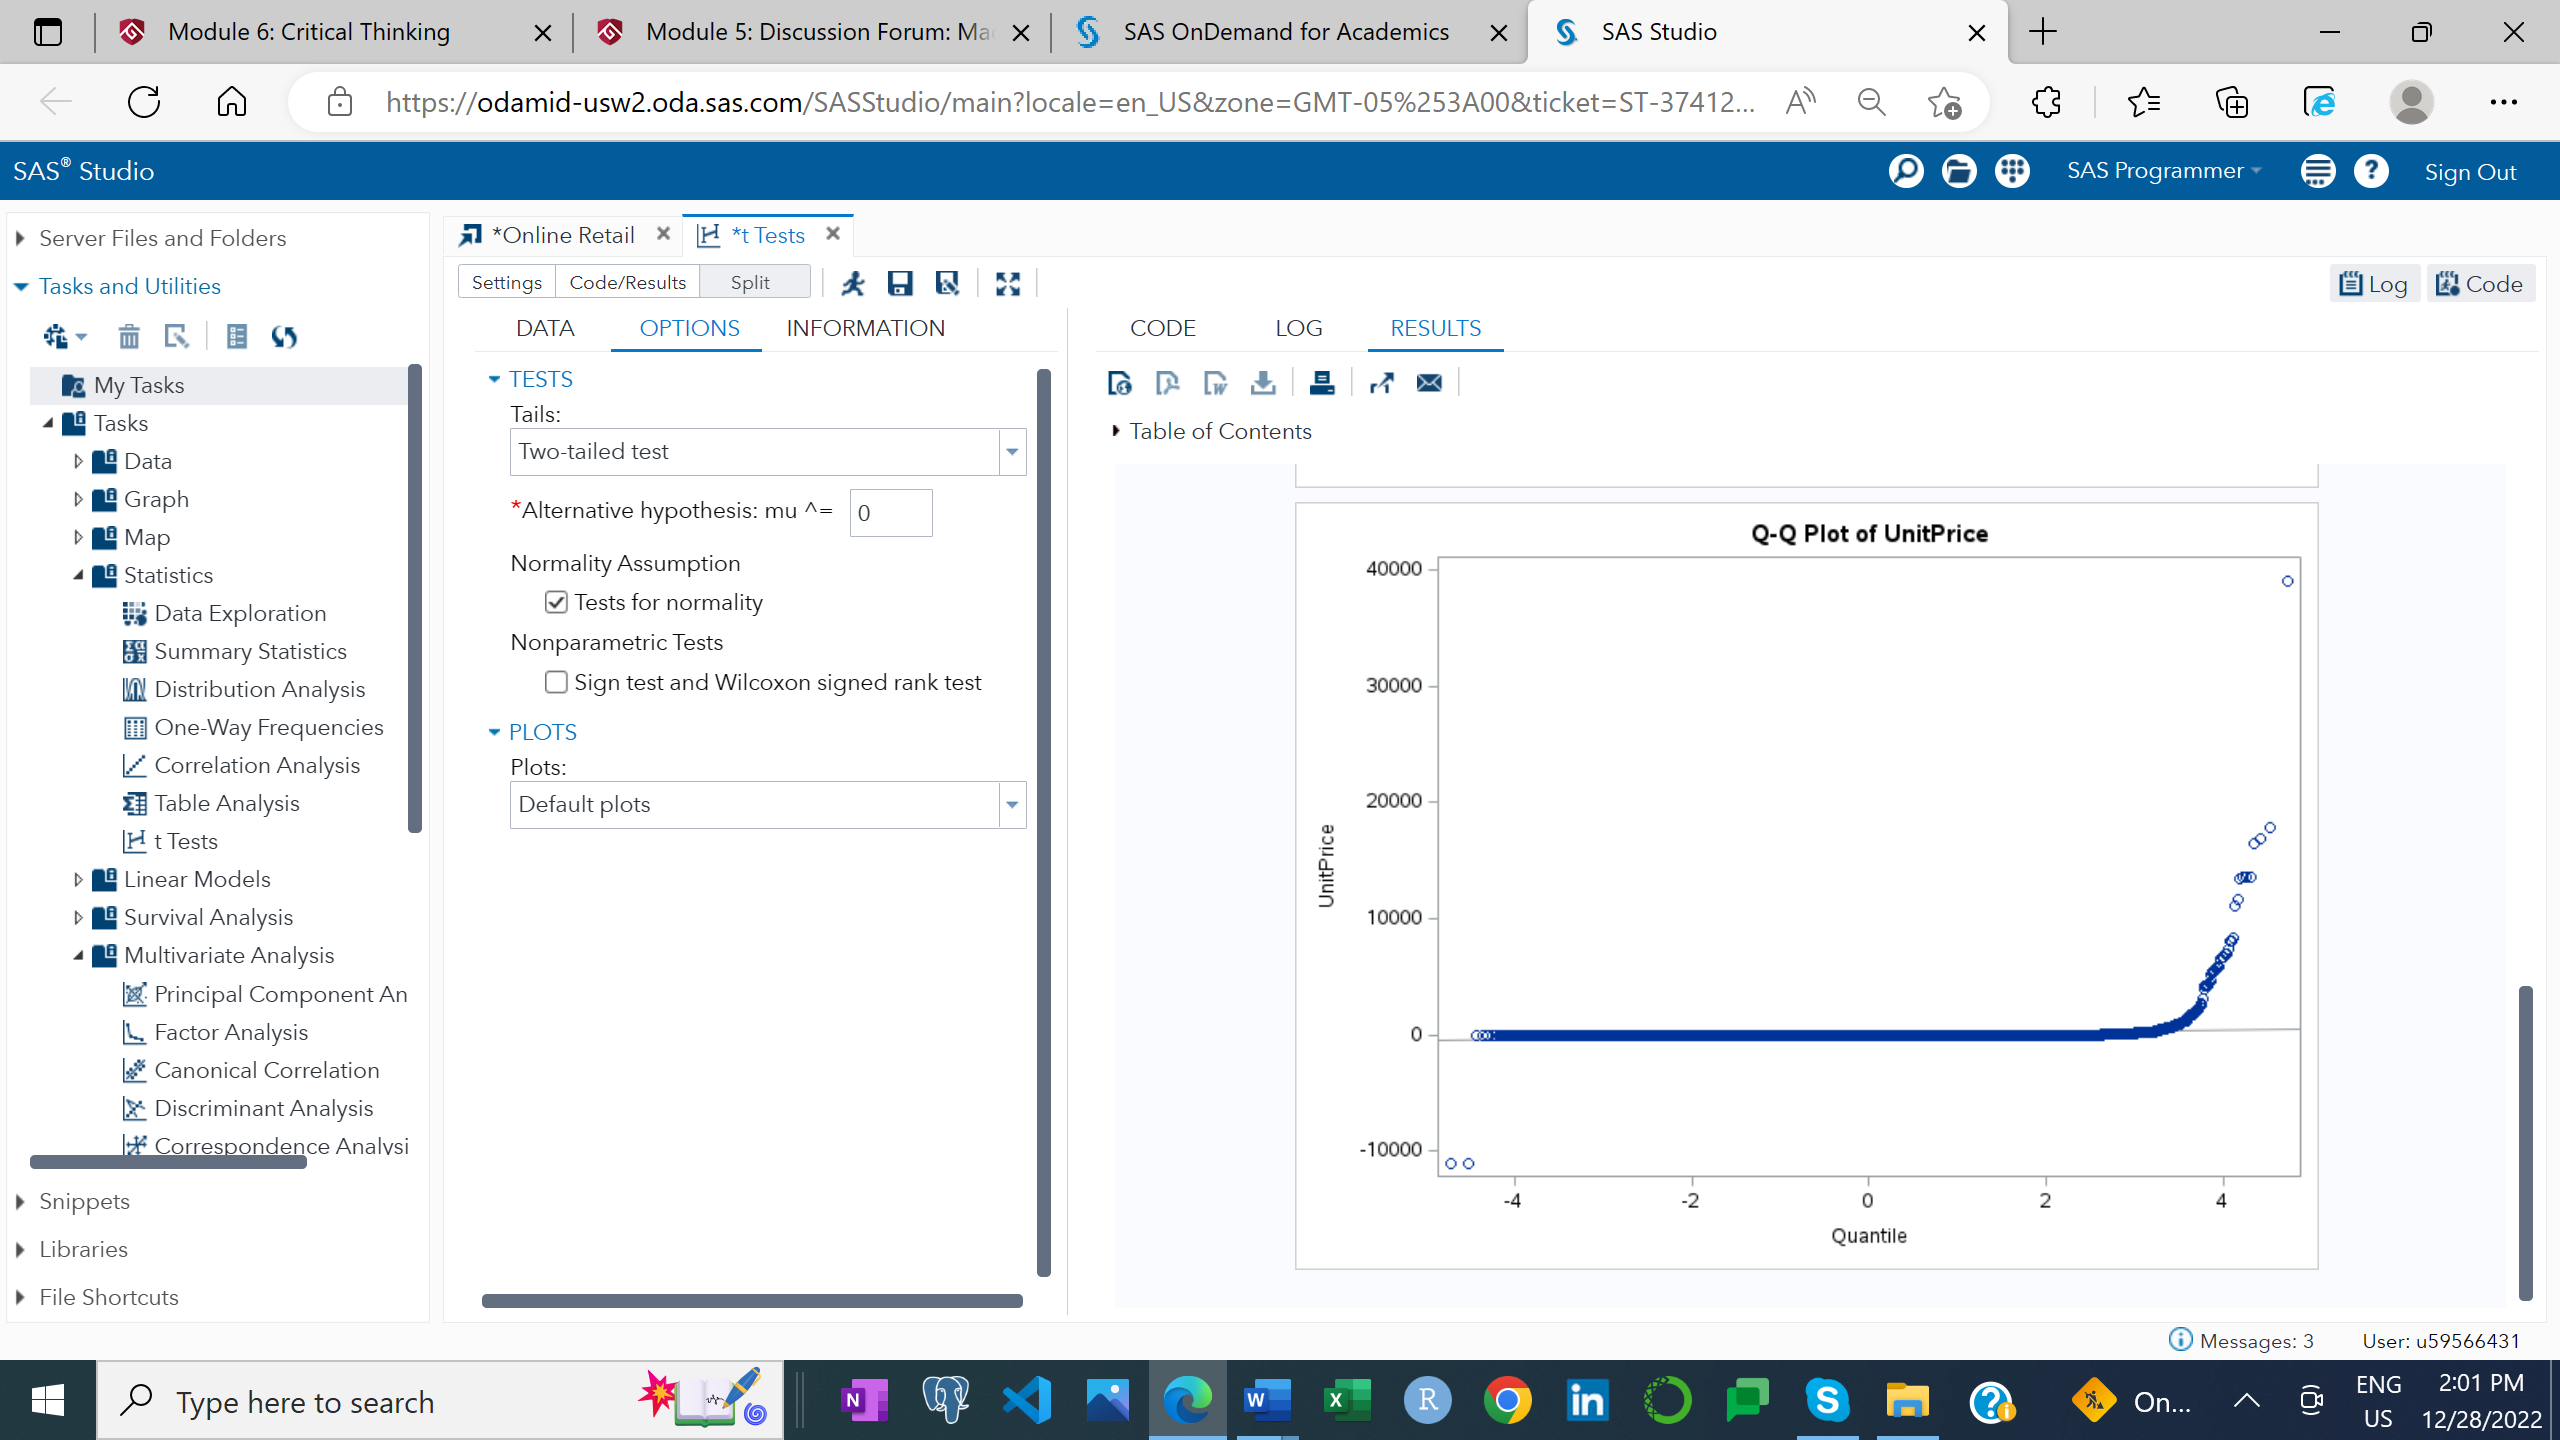 Module 6: Critical Thinking
Module 5: Discussion Forum: Mac
SAS OnDemand for Academics
SAS Studio
https://odamid-usw2.oda.sas.com/SASStudio/main?locale=en_US&zone=GMT-05%253A00&ticket=ST-37412...
SAS® Studio
SAS Programmer
Sign Out
Server Files and Folders
Tasks and Utilities
My Tasks
Tasks
Data
Graph
Map
Statistics
Data Exploration
Summary Statistics
Distribution Analysis
One-Way Frequencies
Correlation Analysis
Table Analysis
t Tests
Linear Models
Survival Analysis
Multivariate Analysis
Principal Component An
Factor Analysis
Canonical Correlation
Discriminant Analysis
Correspondence Analysi
Snippets
Libraries
File Shortcuts
*Online Retail
*t Tests
Settings
Code/Results
Split
Log
Code
DATA
OPTIONS
INFORMATION
TESTS
Tails:
Two-tailed test
*Alternative hypothesis: mu ^= 0
Normality Assumption
Tests for normality
Nonparametric Tests
Sign test and Wilcoxon signed rank test
PLOTS
Plots:
Default plots
CODE
LOG
RESULTS
Table of Contents
Q-Q Plot of UnitPrice
40000
30000
20000
10000
0
-10000
UnitPrice
-4 -2 0 2 4
Quantile
Messages: 3
User: u59566431
Type here to search
On...
ENG
US
2:01 PM
12/28/2022